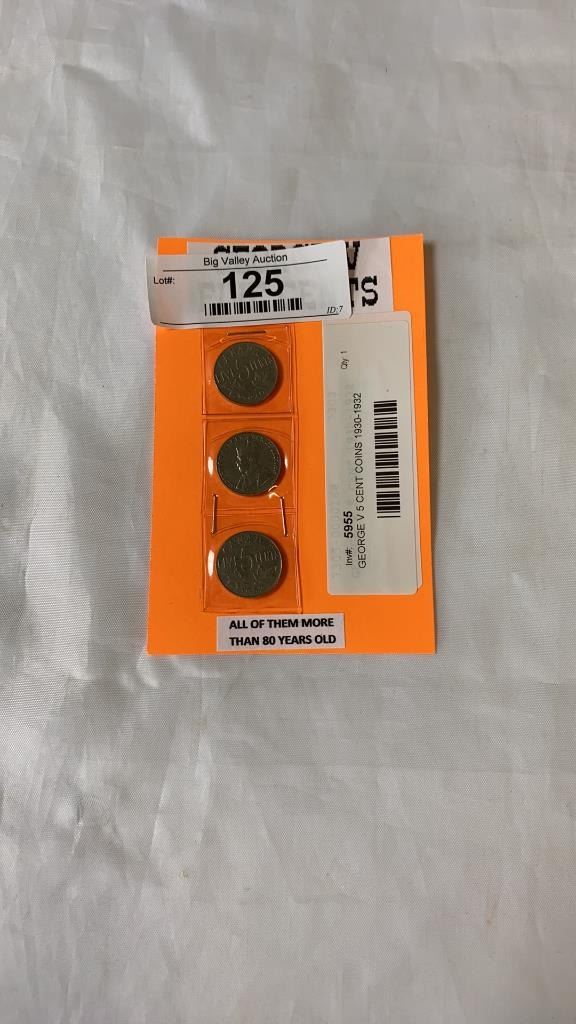 Big Valley Auction
Lot#:
125
ID:7
Inv#: 5955 Qty 1
GEORGE V 5 CENT COINS 1930-1932
ALL OF THEM MORE
THAN 80 YEARS OLD